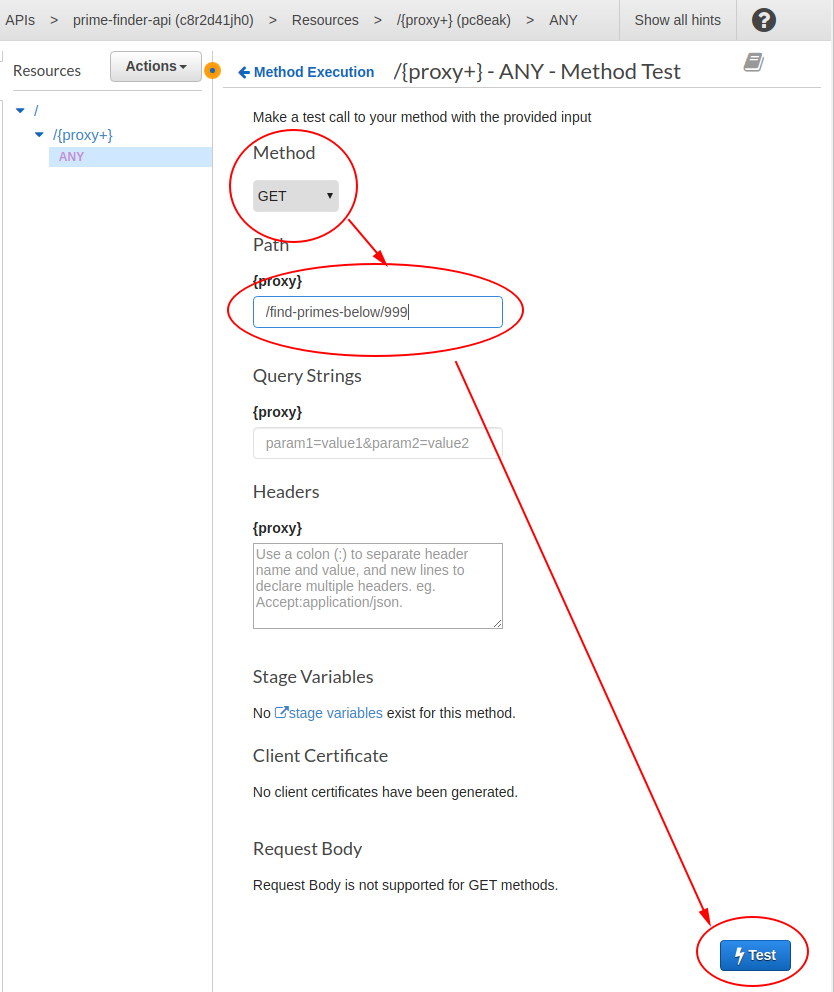 APIs > prime-finder-api (c8r2d41jh0) > Resources > /{proxy+} (pc8eak) > ANY Show all hints ?
Resources Actions Method Execution /{proxy+} - ANY - Method Test
/
/{proxy+}
ANY
Make a test call to your method with the provided input
Method
GET
Path
{proxy}
/find-primes-below/999
Query Strings
{proxy}
param1=value1&param2=value2
Headers
{proxy}
Use a colon (:) to separate header
name and value, and new lines to
declare multiple headers. eg.
Accept:application/json.
Stage Variables
No stage variables exist for this method.
Client Certificate
No client certificates have been generated.
Request Body
Request Body is not supported for GET methods.
Test